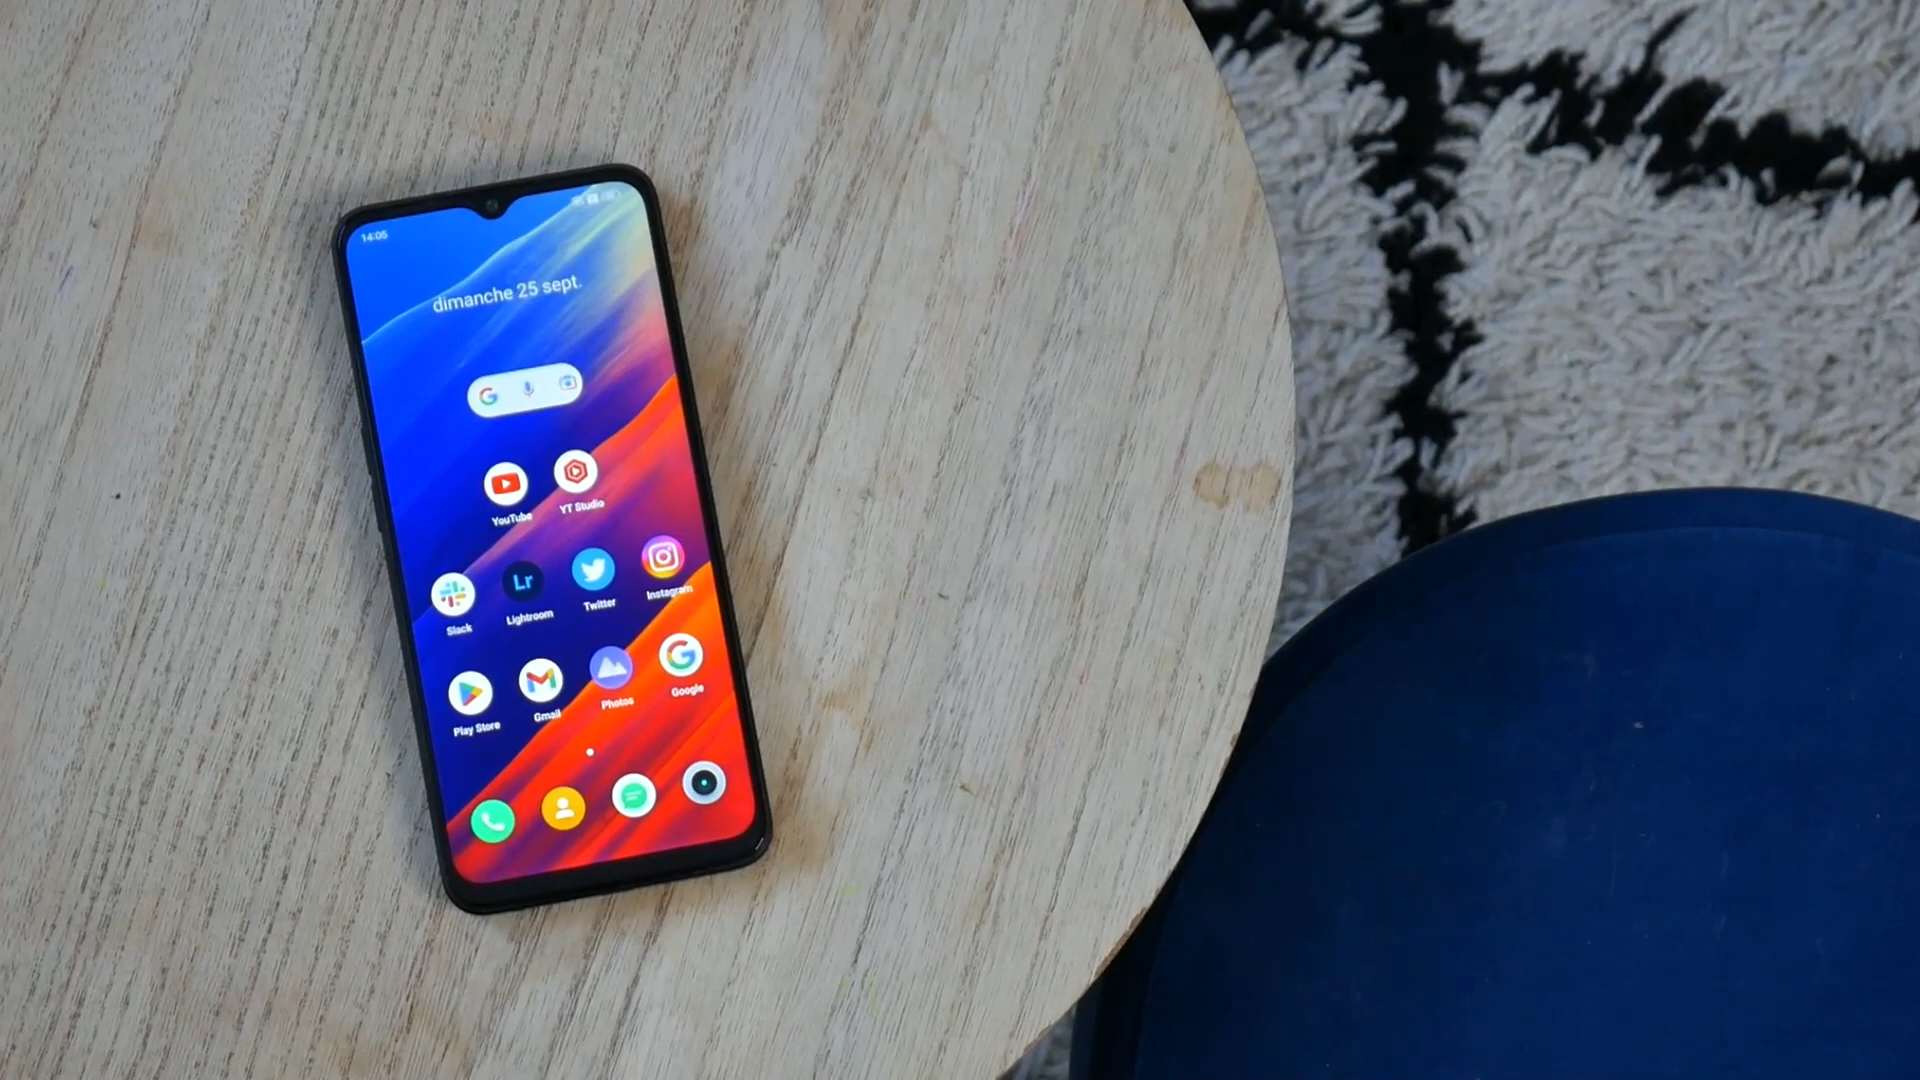 14:05
dimanche 25 sept.
YouTube
YT Studio
Slack
Lr
Lightroom
Twitter
Instagram
Play Store
Gmail
Photos
Google